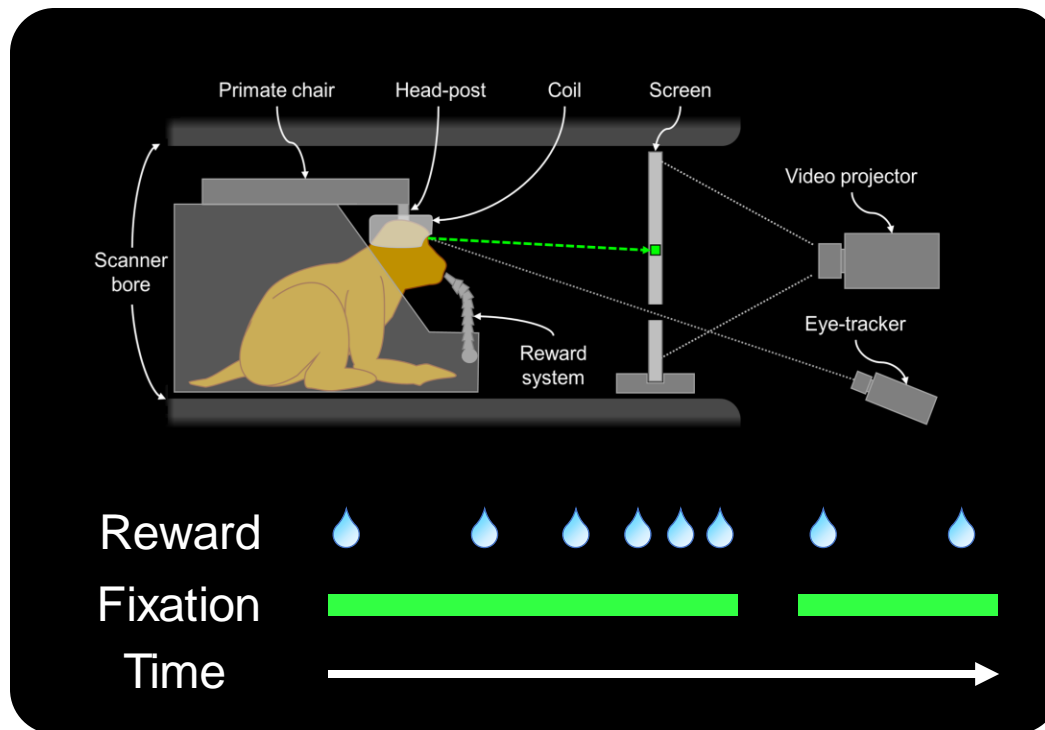 Primate chair
Head-post
Coil
Screen
Video projector
Scanner
bore
Eye-tracker
Reward
system
Reward
Fixation
Time